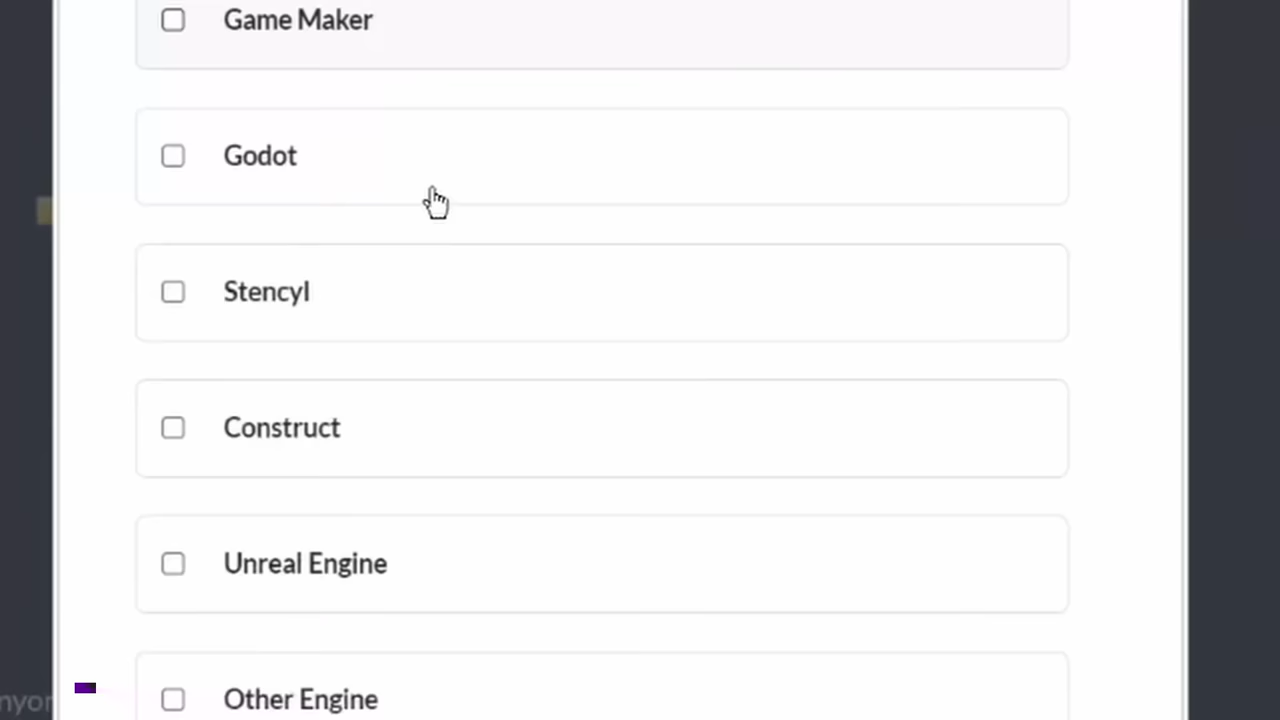 Game Maker
Godot
Stencyl
Construct
Unreal Engine
Other Engine